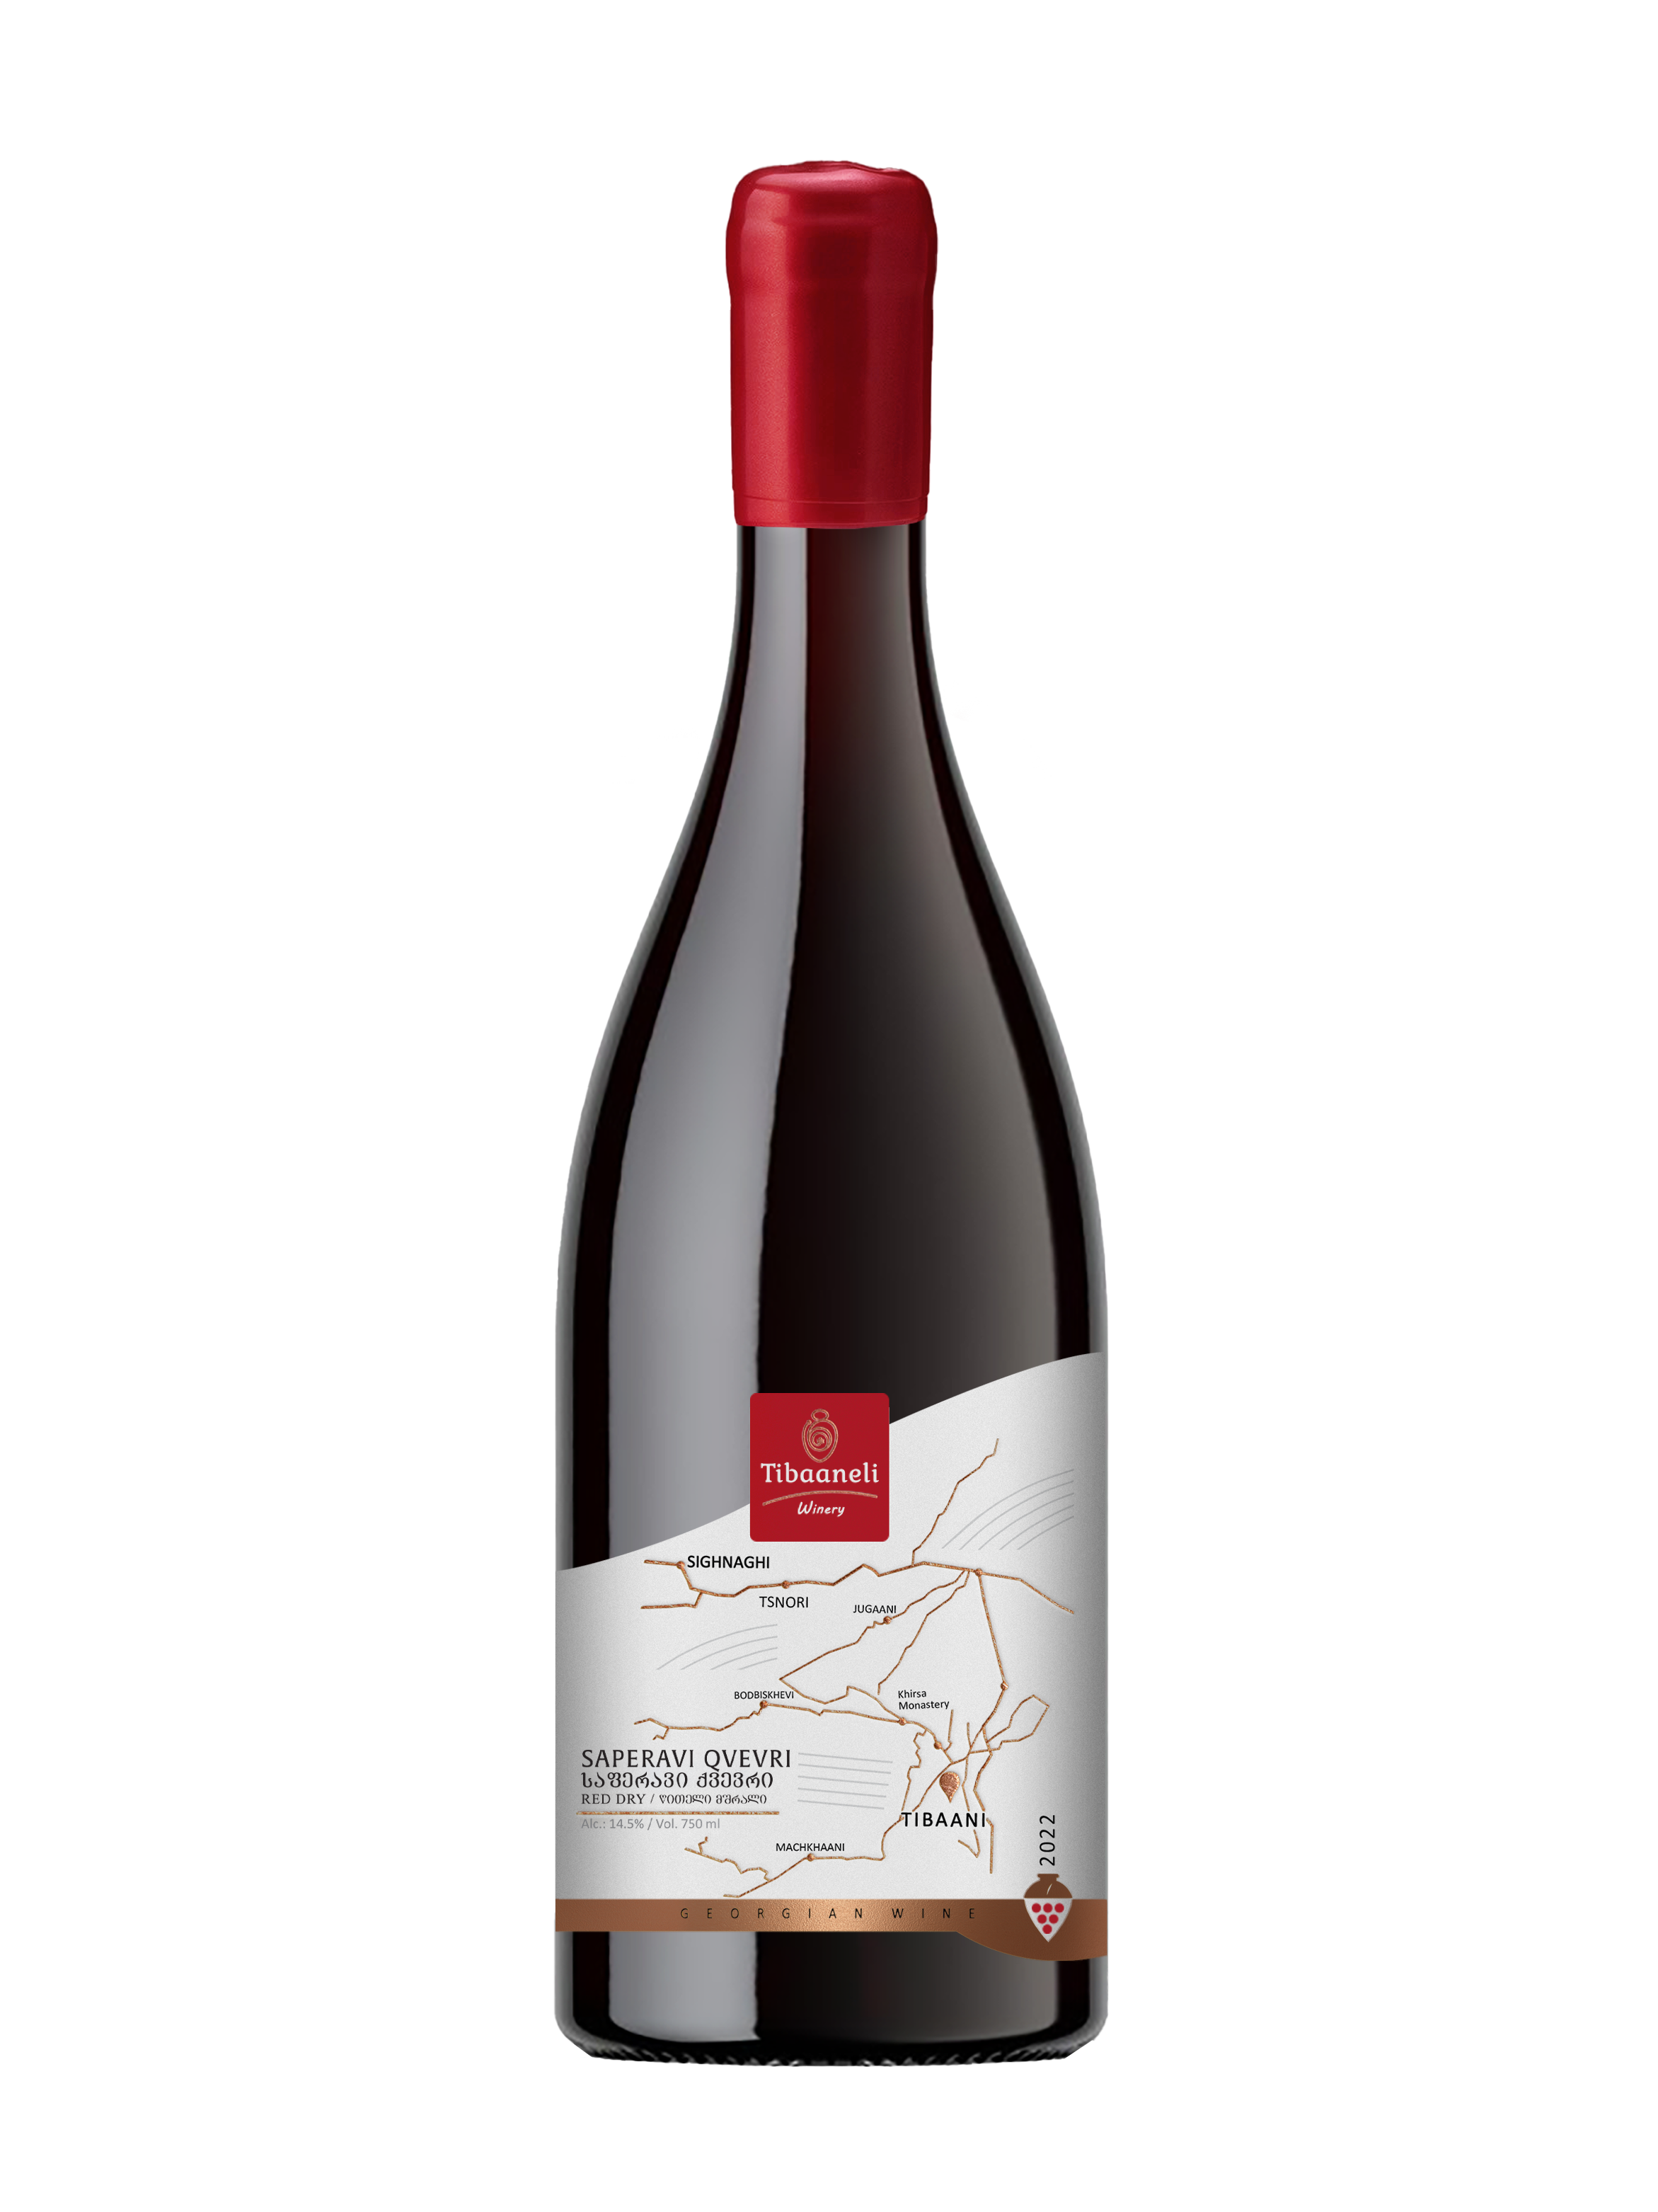 Tibaaneli
Winery
SIGHNAGHI
TSNORI
JUGAANI
BODBISKHEVI
Khirsa
Monastery
SAPERAVI QVEVRI
საფერავი ქვევრი
RED DRY / წითელი მშრალი
Alc.: 14.5% / Vol. 750 ml
TIBAANI
MACHKHAANI
2022
GEORGIAN WINE